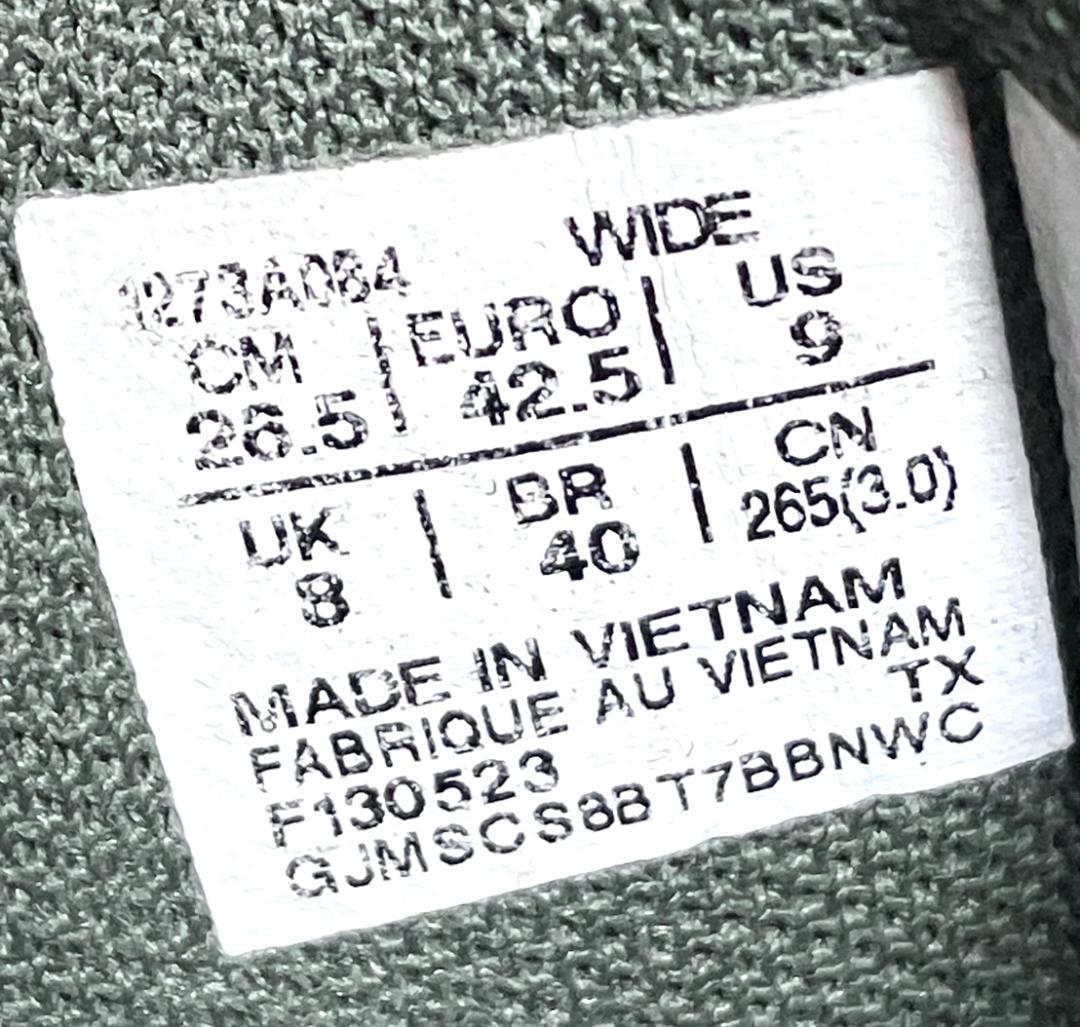 WIDE
1273A064
CM | EURO | US
26.5 | 42.5 | 9
UK | BR | CN
8 | 40 | 265(3.0)
MADE IN VIETNAM
FABRIQUE AU VIETNAM
TX
F130523
GJMSCS8BT7BBNWC